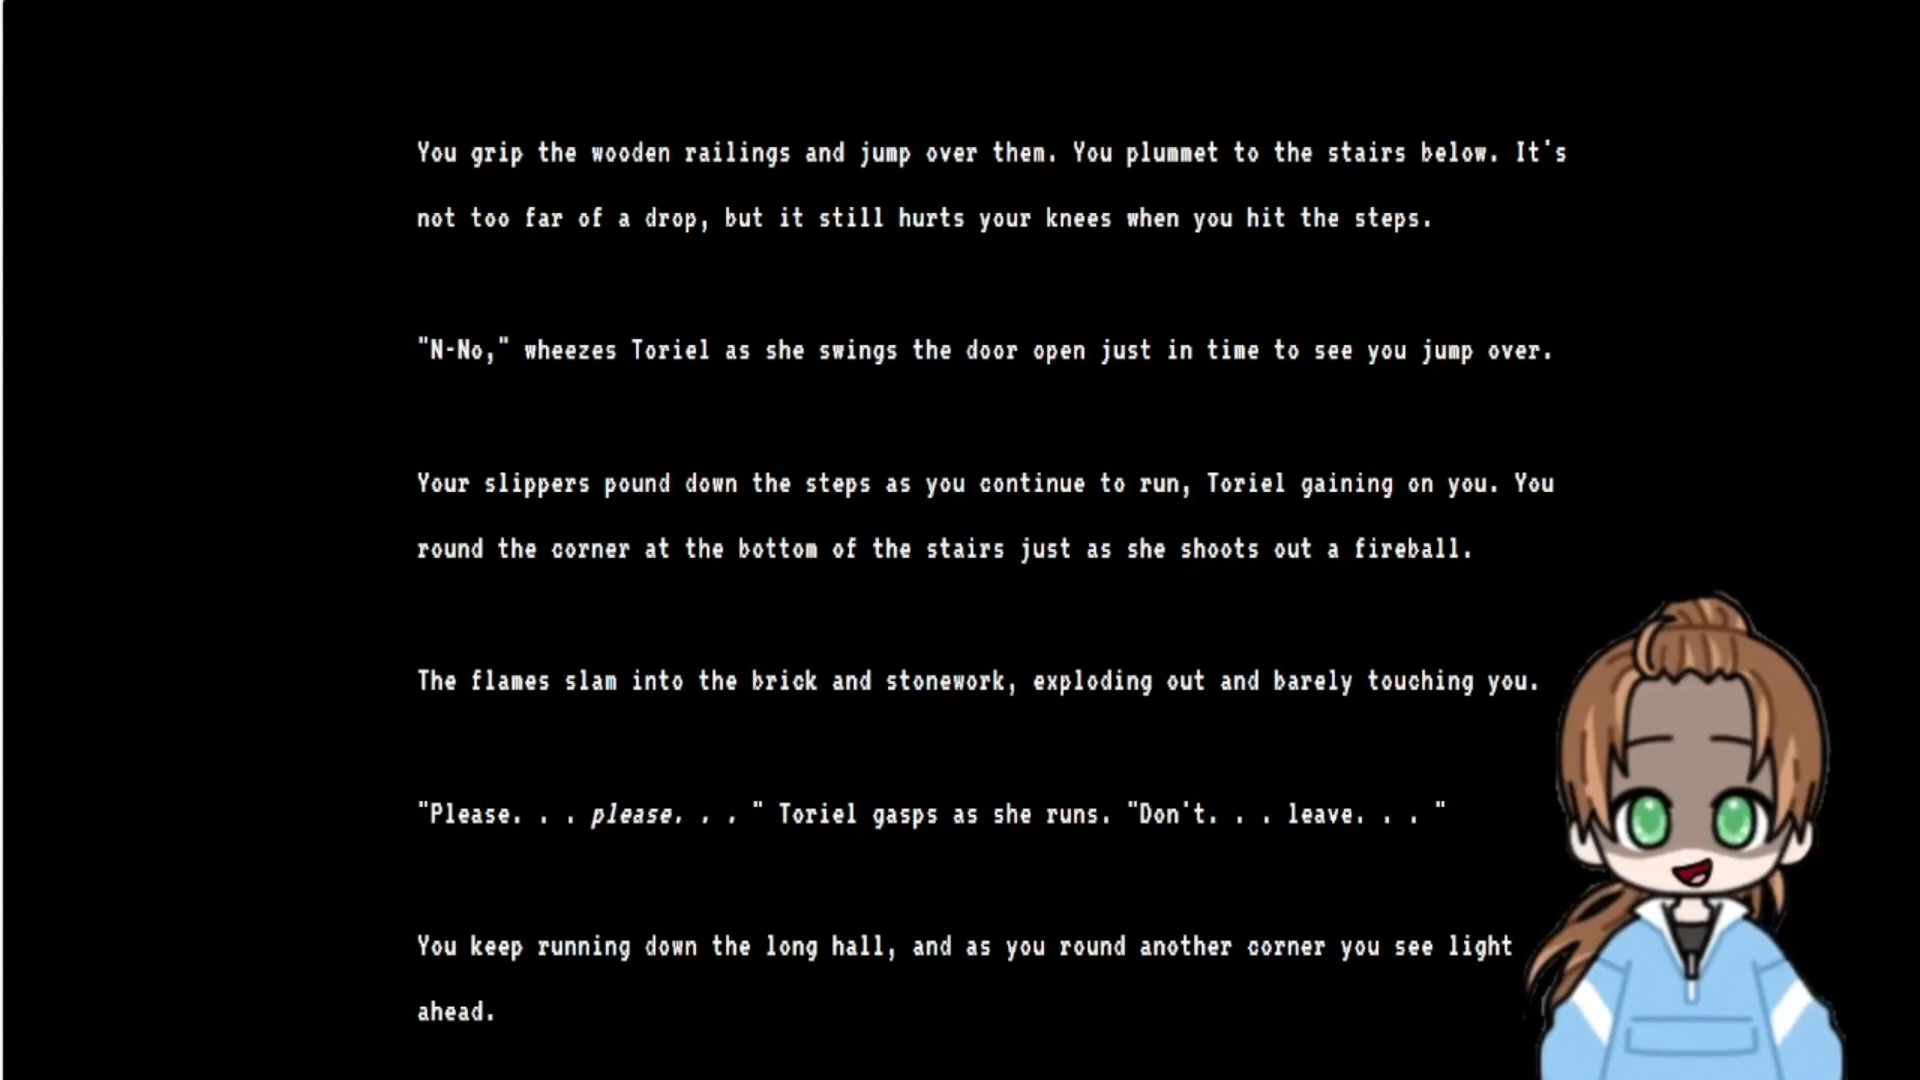 You grip the wooden railings and jump over them. You plummet to the stairs below. It's
not too far of a drop, but it still hurts your knees when you hit the steps.
"N-No," wheezes Toriel as she swings the door open just in time to see you jump over.
Your slippers pound down the steps as you continue to run, Toriel gaining on you. You
round the corner at the bottom of the stairs just as she shoots out a fireball.
The flames slam into the brick and stonework, exploding out and barely touching you.
"Please. . . please. . . " Toriel gasps as she runs. "Don't. . . leave. . . "
You keep running down the long hall, and as you round another corner you see light
ahead.